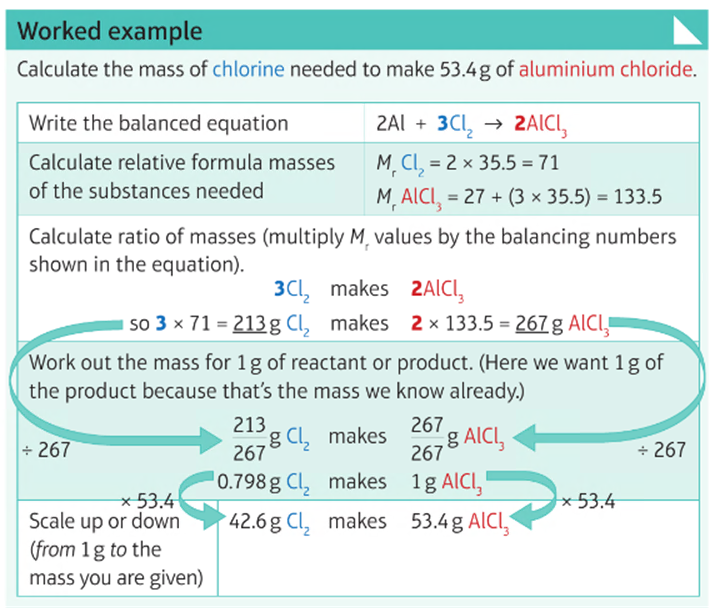 Worked example
Calculate the mass of chlorine needed to make 53.4 g of aluminium chloride.
Write the balanced equation
2Al + 3Cl₂ → 2AlCl₃
Calculate relative formula masses
of the substances needed
Mᵣ Cl₂ = 2 × 35.5 = 71
Mᵣ AlCl₃ = 27 + (3 × 35.5) = 133.5
Calculate ratio of masses (multiply Mᵣ values by the balancing numbers
shown in the equation).
3Cl₂ makes 2AlCl₃
so 3 × 71 = 213 g Cl₂ makes 2 × 133.5 = 267 g AlCl₃
Work out the mass for 1 g of reactant or product. (Here we want 1 g of
the product because that's the mass we know already.)
213/267 g Cl₂ makes 267/267 g AlCl₃
÷ 267
÷ 267
0.798 g Cl₂ makes 1 g AlCl₃
× 53.4
× 53.4
Scale up or down
(from 1 g to the
mass you are given)
42.6 g Cl₂ makes 53.4 g AlCl₃